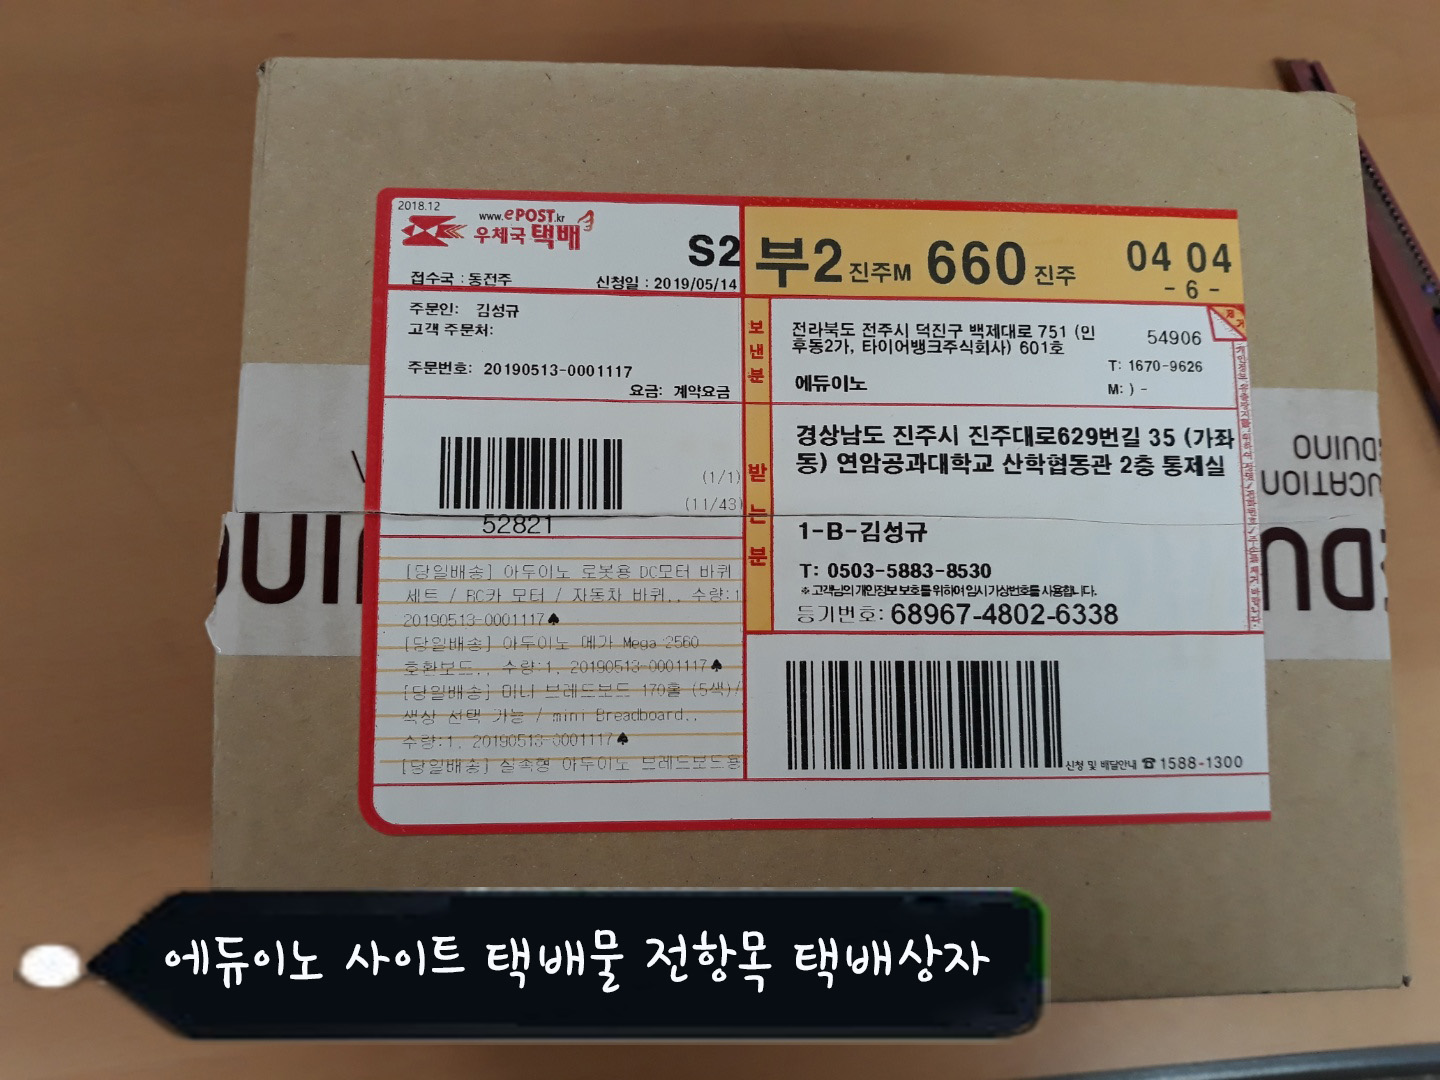 2018.12
www.ePOST.kr
우체국 택배
S2
접수국 : 동전주
신청일 : 2019/05/14
부2 진주M 660 진주
04 04
- 6 -
주문인: 김성규
고객 주문처:
주문번호: 20190513-0001117
요금: 계약요금
보낸분
전라북도 전주시 덕진구 백제대로 751 (인
후동2가, 타이어뱅크주식회사) 601호
54906
T: 1670-9626
에듀이노
M: ) -
받는분
경상남도 진주시 진주대로629번길 35 (가좌
동) 연암공과대학교 산학협동관 2층 통제실
1-B-김성규
T: 0503-5883-8530
※ 고객님의 개인정보 보호를 위하여 임시 가상번호를 사용합니다.
등기번호: 68967-4802-6338
(1/1)
(11/43)
52821
[당일배송] 아두이노 로봇용 DC모터 바퀴
세트 / RC카 모터 / 자동차 바퀴.. 수량:1
20190513-0001117♠
[당일배송] 아두이노 메가 Mega 2560
호환보드.. 수량:1, 20190513-0001117♠
[당일배송] 미니 브레드보드 170홀 (5색)/
색상 선택 가능 / mini Breadboard..
수량:1, 20190513-0001117♠
[당일배송] 실속형 아두이노 브레드보드용
신청 및 배달안내 ☎1588-1300
에듀이노 사이트 택배물 전항목 택배상자